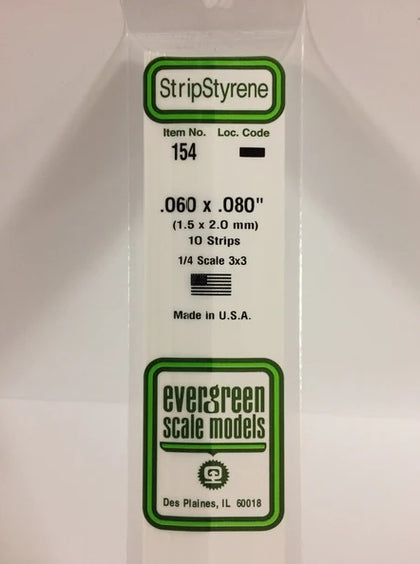 StripStyrene
Item No. Loc. Code
154
.060 x .080"
(1.5 x 2.0 mm)
10 Strips
1/4 Scale 3x3
Made in U.S.A.
evergreen
scale models
Des Plaines, IL 60018